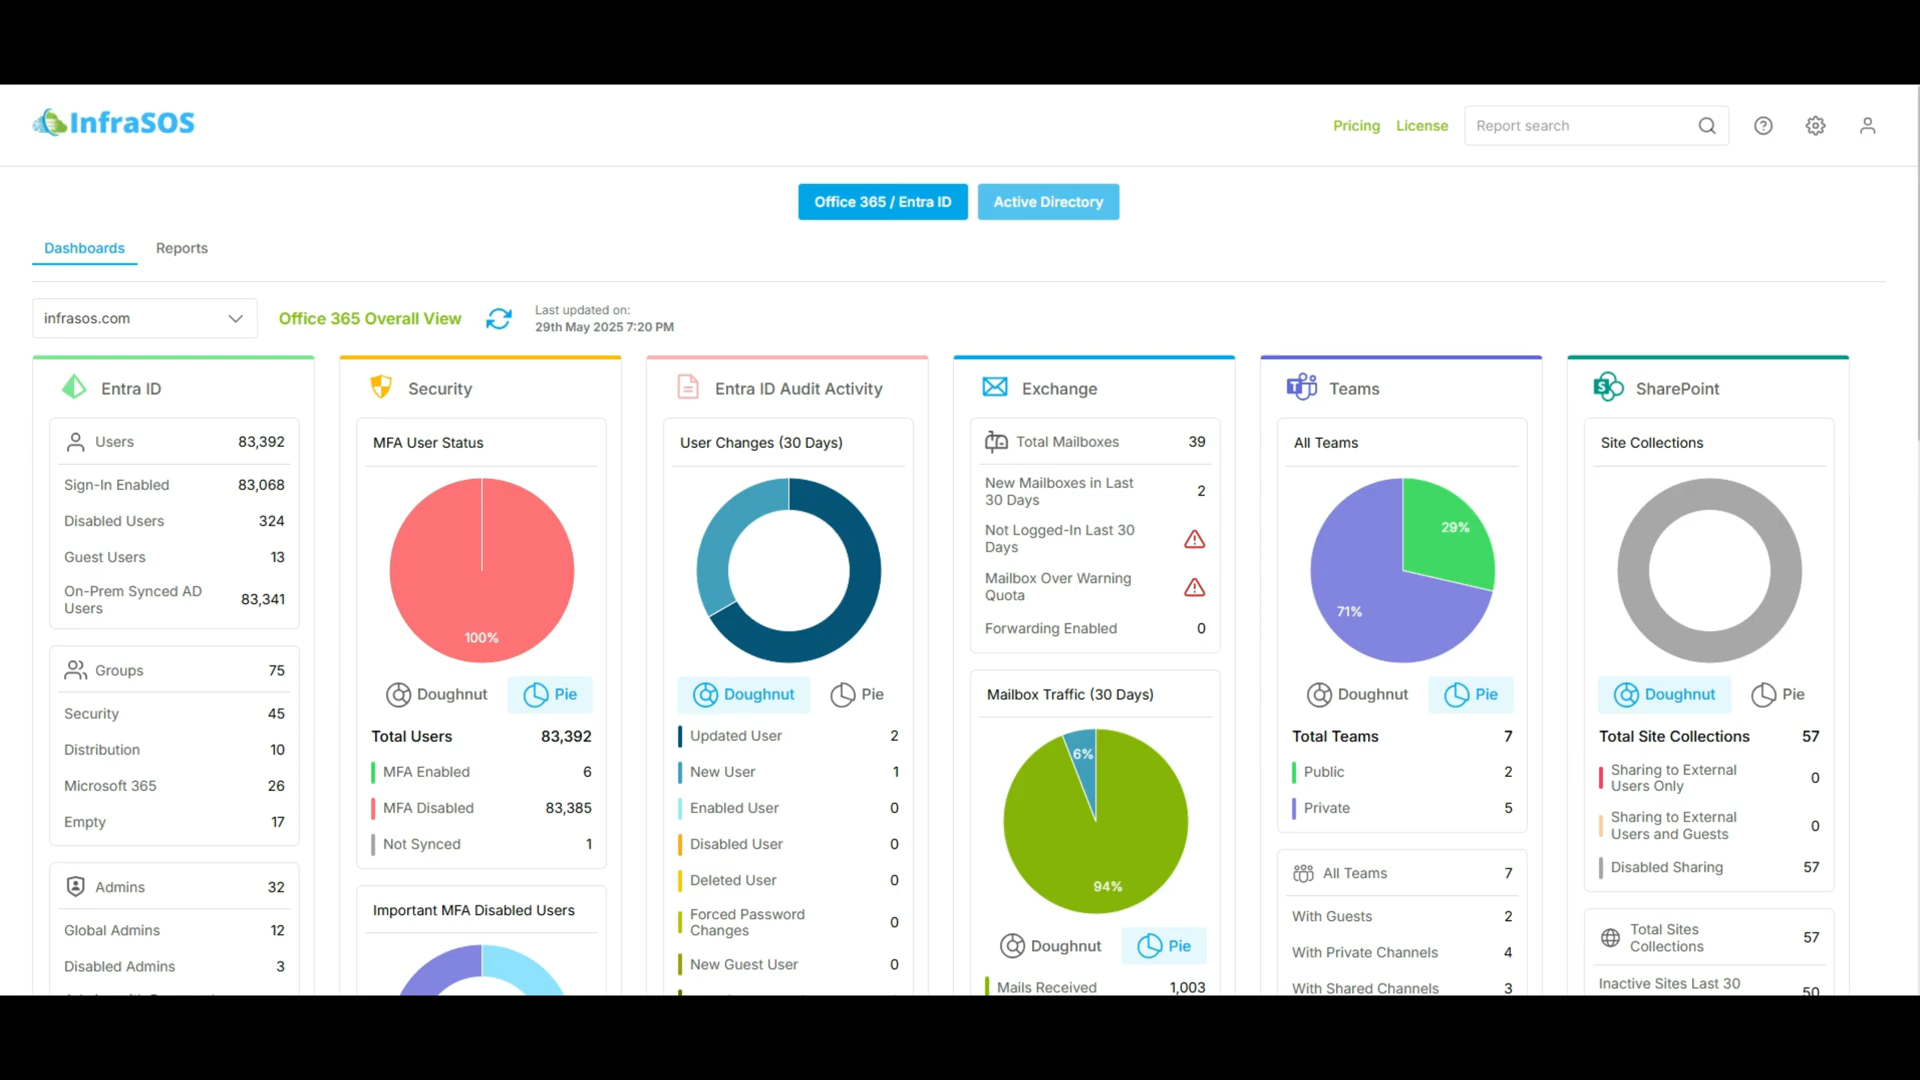 InfraSOS
Pricing
License
Report search
Office 365 / Entra ID
Active Directory
Dashboards
Reports
infrasos.com
Office 365 Overall View
Last updated on:
29th May 2025 7:20 PM
Entra ID
Users 83,392
Sign-In Enabled 83,068
Disabled Users 324
Guest Users 13
On-Prem Synced AD
Users 83,341
Groups 75
Security 45
Distribution 10
Microsoft 365 26
Empty 17
Admins 32
Global Admins 12
Disabled Admins 3
Security
MFA User Status
100%
Doughnut Pie
Total Users 83,392
MFA Enabled 6
MFA Disabled 83,385
Not Synced 1
Important MFA Disabled Users
Entra ID Audit Activity
User Changes (30 Days)
Doughnut Pie
Updated User 2
New User 1
Enabled User 0
Disabled User 0
Deleted User 0
Forced Password
Changes 0
New Guest User 0
Exchange
Total Mailboxes 39
New Mailboxes in Last
30 Days 2
Not Logged-In Last 30
Days
Mailbox Over Warning
Quota
Forwarding Enabled 0
Mailbox Traffic (30 Days)
6%
94%
Doughnut Pie
Mails Received 1,003
Teams
All Teams
29%
71%
Doughnut Pie
Total Teams 7
Public 2
Private 5
All Teams 7
With Guests 2
With Private Channels 4
With Shared Channels 3
SharePoint
Site Collections
Doughnut Pie
Total Site Collections 57
Sharing to External
Users Only 0
Sharing to External
Users and Guests 0
Disabled Sharing 57
Total Sites
Collections 57
Inactive Sites Last 30
50